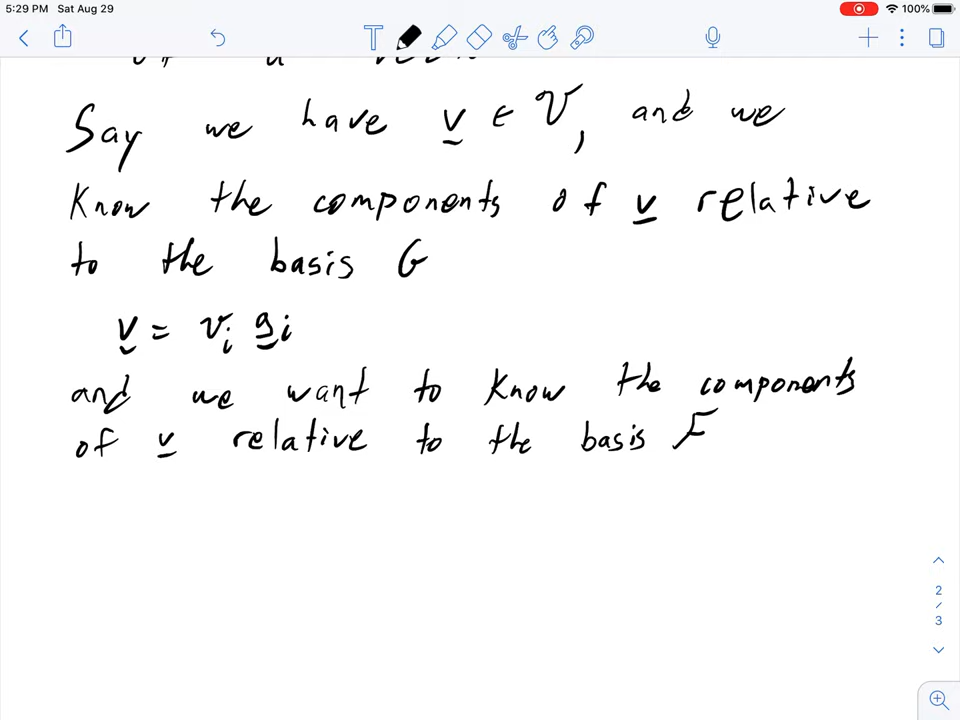 5:29 PM Sat Aug 29 100%
Say we have v ∈ V, and we
know the components of v relative
to the basis G
v = vᵢ gᵢ
and we want to know the components
of v relative to the basis F
2
/
3